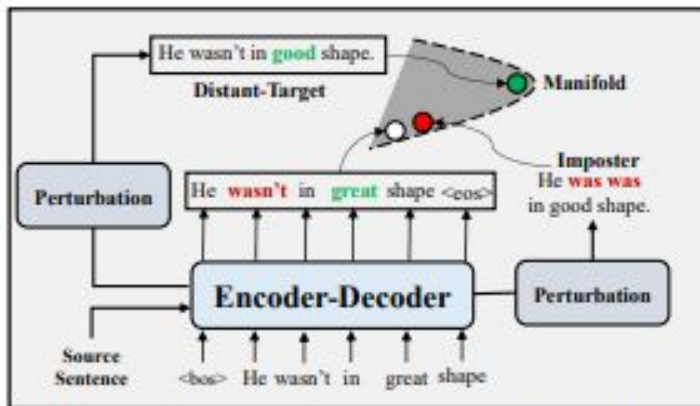 He wasn't in good shape.
Distant-Target
Manifold
Imposter
He was was
in good shape.
Perturbation
He wasn't in great shape <eos>
Encoder-Decoder
Perturbation
Source
Sentence
<bos> He wasn't in great shape